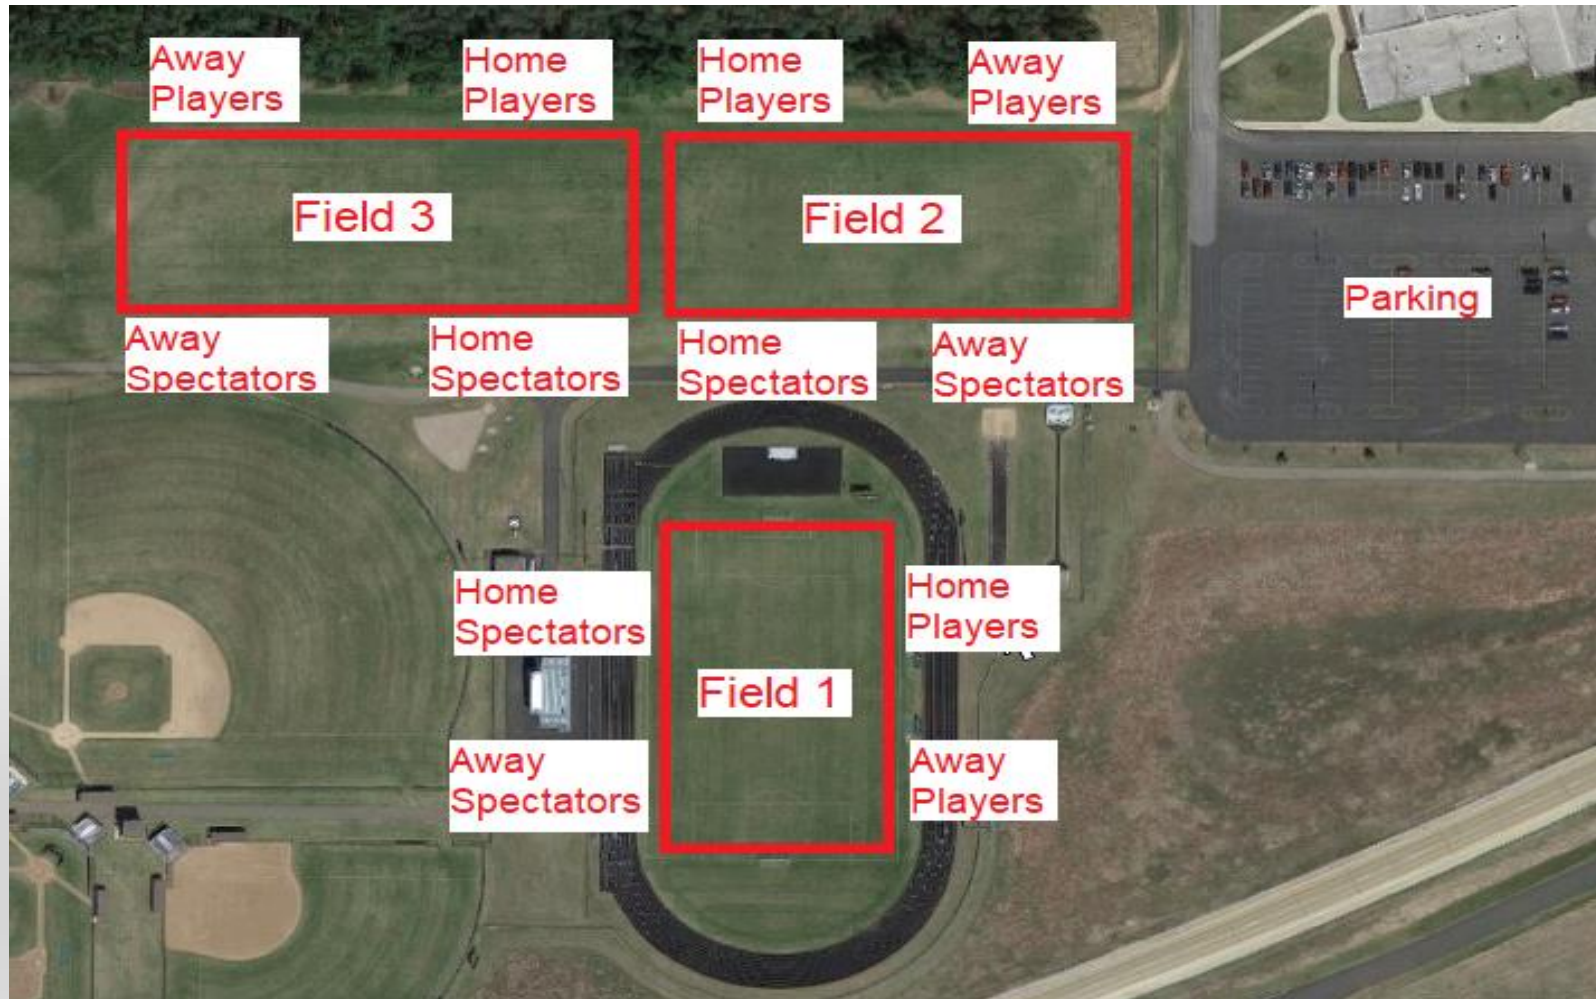 Away
Players
Home
Players
Home
Players
Away
Players
Field 3
Field 2
Parking
Away
Spectators
Home
Spectators
Home
Spectators
Away
Spectators
Home
Spectators
Home
Players
Field 1
Away
Spectators
Away
Players